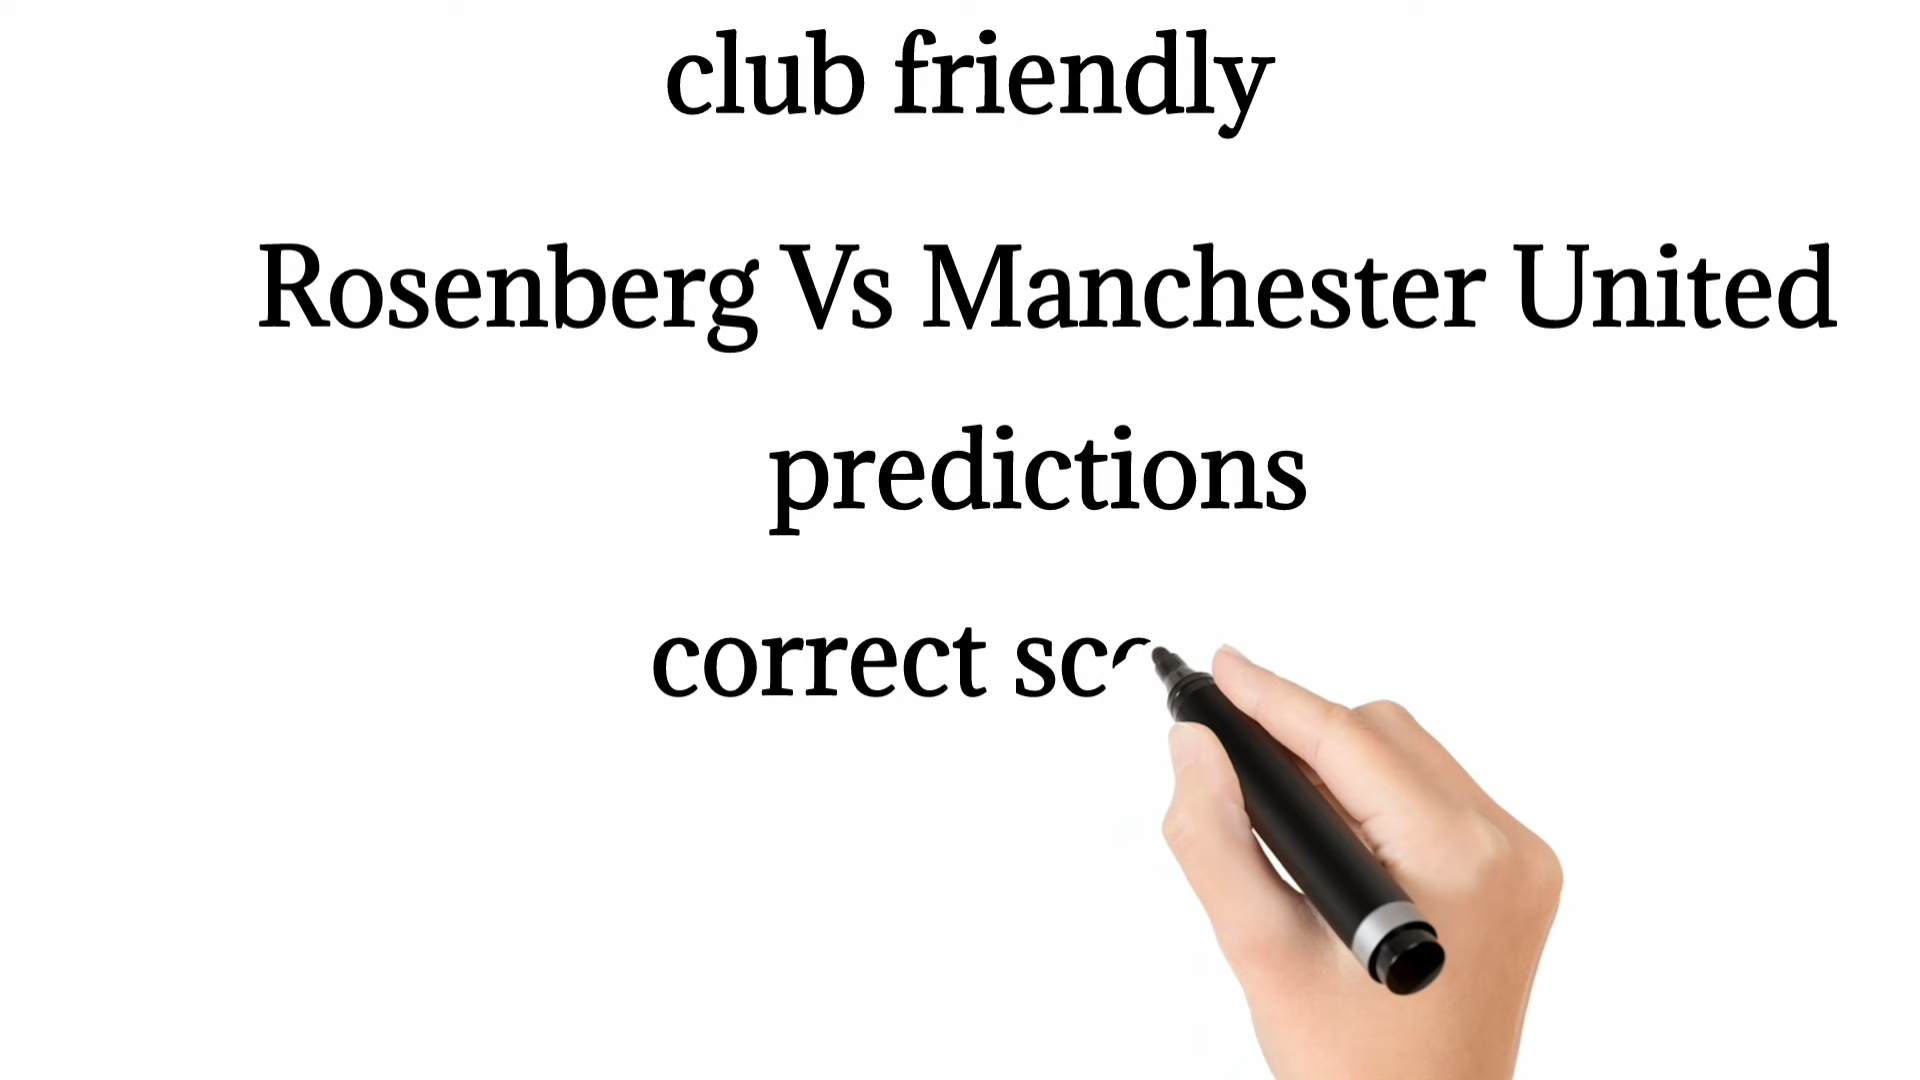 club friendly
Rosenberg Vs Manchester United
predictions
correct sc